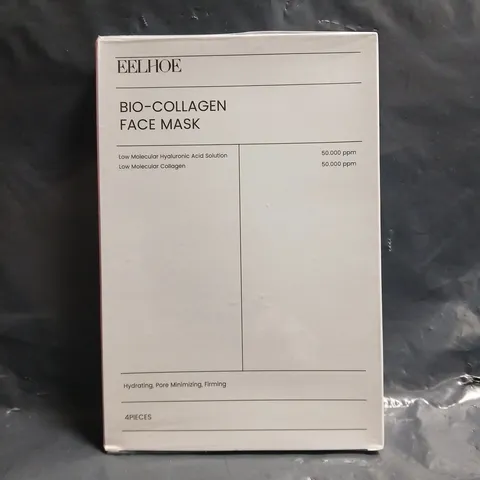 EELHOE
BIO-COLLAGEN
FACE MASK
Low Molecular Hyaluronic Acid Solution 50.000 ppm
Low Molecular Collagen 50.000 ppm
Hydrating, Pore Minimizing, Firming
4PIECES